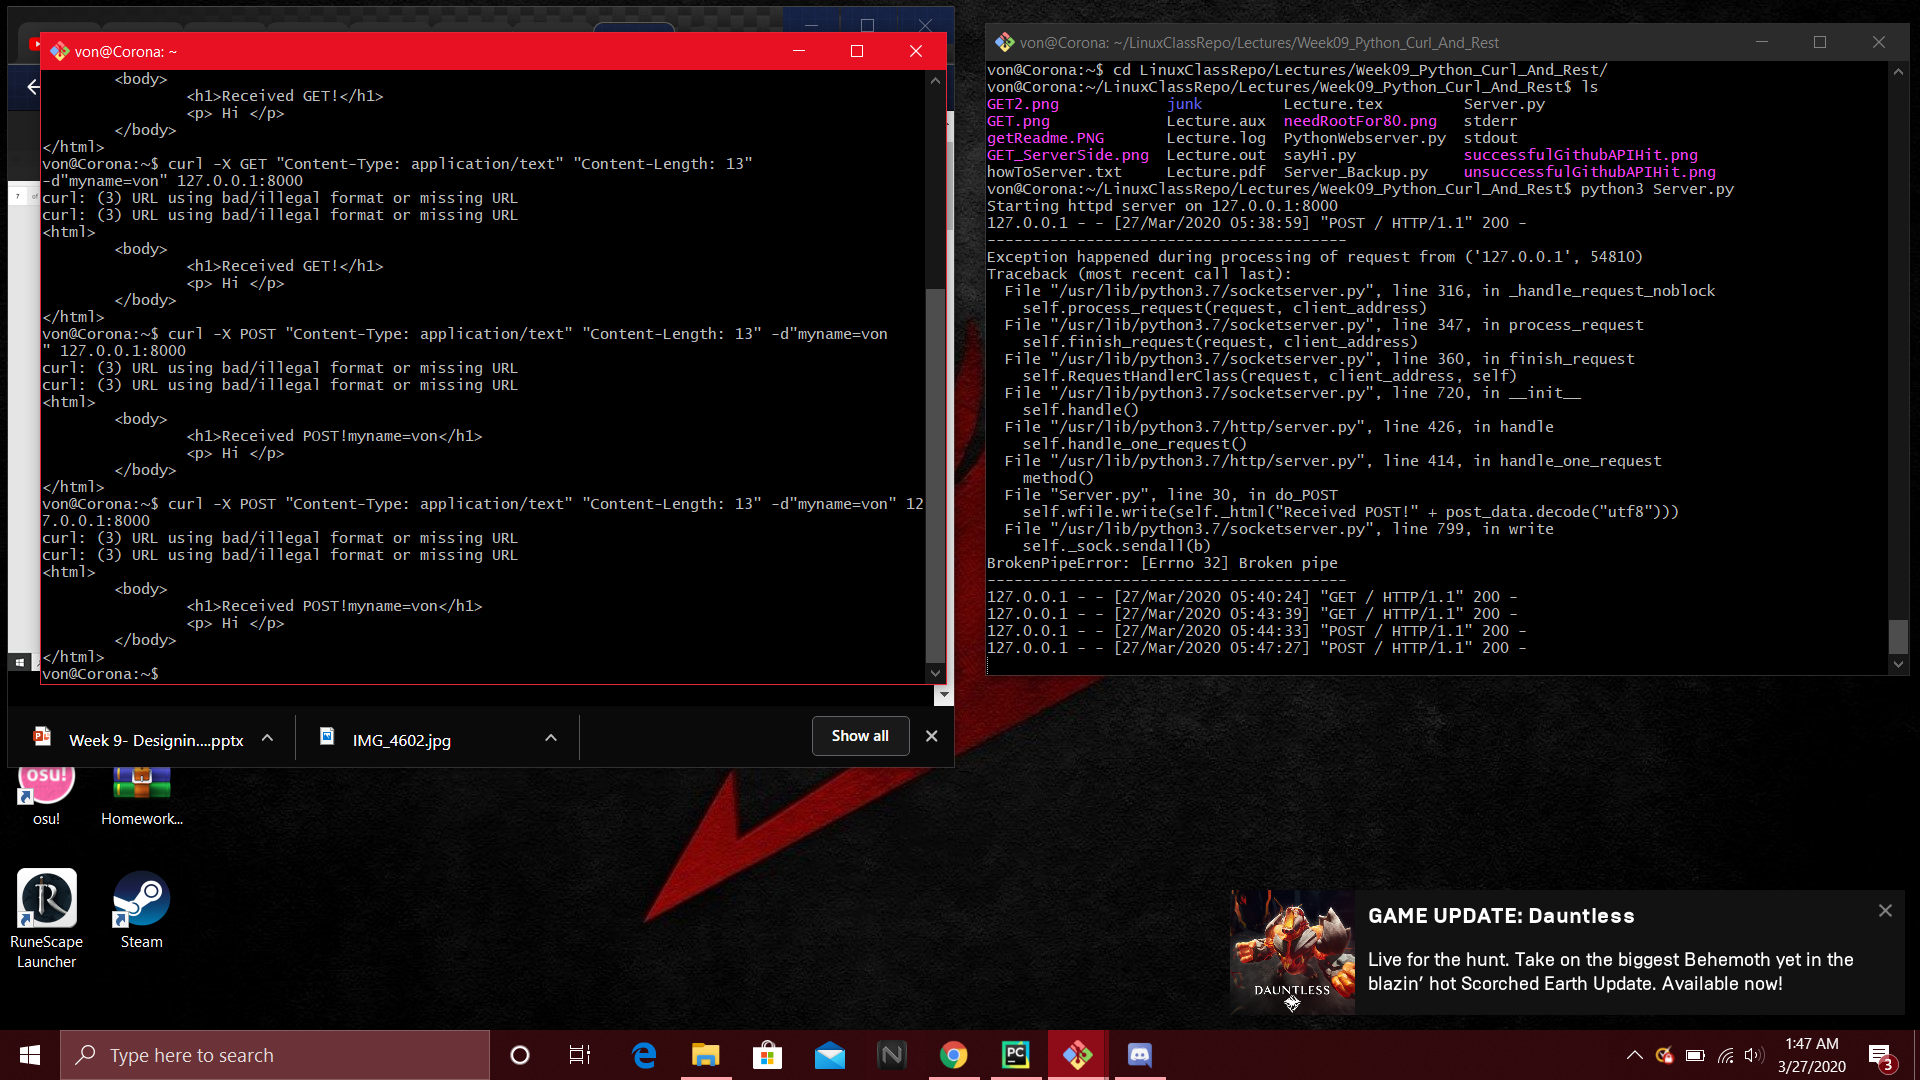 von@Corona: ~
<body>
<h1>Received GET!</h1>
<p> Hi </p>
</body>
</html>
von@Corona:~$ curl -X GET "Content-Type: application/text" "Content-Length: 13"
-d"myname=von" 127.0.0.1:8000
curl: (3) URL using bad/illegal format or missing URL
curl: (3) URL using bad/illegal format or missing URL
<html>
<body>
<h1>Received GET!</h1>
<p> Hi </p>
</body>
</html>
von@Corona:~$ curl -X POST "Content-Type: application/text" "Content-Length: 13" -d"myname=von
" 127.0.0.1:8000
curl: (3) URL using bad/illegal format or missing URL
curl: (3) URL using bad/illegal format or missing URL
<html>
<body>
<h1>Received POST!myname=von</h1>
<p> Hi </p>
</body>
</html>
von@Corona:~$ curl -X POST "Content-Type: application/text" "Content-Length: 13" -d"myname=von" 12
7.0.0.1:8000
curl: (3) URL using bad/illegal format or missing URL
curl: (3) URL using bad/illegal format or missing URL
<html>
<body>
<h1>Received POST!myname=von</h1>
<p> Hi </p>
</body>
</html>
von@Corona:~$
von@Corona: ~/LinuxClassRepo/Lectures/Week09_Python_Curl_And_Rest
von@Corona:~$ cd LinuxClassRepo/Lectures/Week09_Python_Curl_And_Rest/
von@Corona:~/LinuxClassRepo/Lectures/Week09_Python_Curl_And_Rest$ ls
GET2.png junk Lecture.tex Server.py
GET.png Lecture.aux needRootFor80.png stderr
getReadme.PNG Lecture.log PythonWebserver.py stdout
GET_ServerSide.png Lecture.out sayHi.py successfulGithubAPIHit.png
howToServer.txt Lecture.pdf Server_Backup.py unsuccessfulGithubAPIHit.png
von@Corona:~/LinuxClassRepo/Lectures/Week09_Python_Curl_And_Rest$ python3 Server.py
Starting httpd server on 127.0.0.1:8000
127.0.0.1 - - [27/Mar/2020 05:38:59] "POST / HTTP/1.1" 200 -
----------------------------------------
Exception happened during processing of request from ('127.0.0.1', 54810)
Traceback (most recent call last):
File "/usr/lib/python3.7/socketserver.py", line 316, in _handle_request_noblock
self.process_request(request, client_address)
File "/usr/lib/python3.7/socketserver.py", line 347, in process_request
self.finish_request(request, client_address)
File "/usr/lib/python3.7/socketserver.py", line 360, in finish_request
self.RequestHandlerClass(request, client_address, self)
File "/usr/lib/python3.7/socketserver.py", line 720, in __init__
self.handle()
File "/usr/lib/python3.7/http/server.py", line 426, in handle
self.handle_one_request()
File "/usr/lib/python3.7/http/server.py", line 414, in handle_one_request
method()
File "Server.py", line 30, in do_POST
self.wfile.write(self._html("Received POST!" + post_data.decode("utf8")))
File "/usr/lib/python3.7/socketserver.py", line 799, in write
self._sock.sendall(b)
BrokenPipeError: [Errno 32] Broken pipe
----------------------------------------
127.0.0.1 - - [27/Mar/2020 05:40:24] "GET / HTTP/1.1" 200 -
127.0.0.1 - - [27/Mar/2020 05:43:39] "GET / HTTP/1.1" 200 -
127.0.0.1 - - [27/Mar/2020 05:44:33] "POST / HTTP/1.1" 200 -
127.0.0.1 - - [27/Mar/2020 05:47:27] "POST / HTTP/1.1" 200 -
Week 9- Designin....pptx
IMG_4602.jpg
Show all
osu!
osu!
Homework...
RuneScape
Launcher
Steam
DAUNTLESS
GAME UPDATE: Dauntless
Live for the hunt. Take on the biggest Behemoth yet in the
blazin' hot Scorched Earth Update. Available now!
Type here to search
PC
1:47 AM
3/27/2020
3